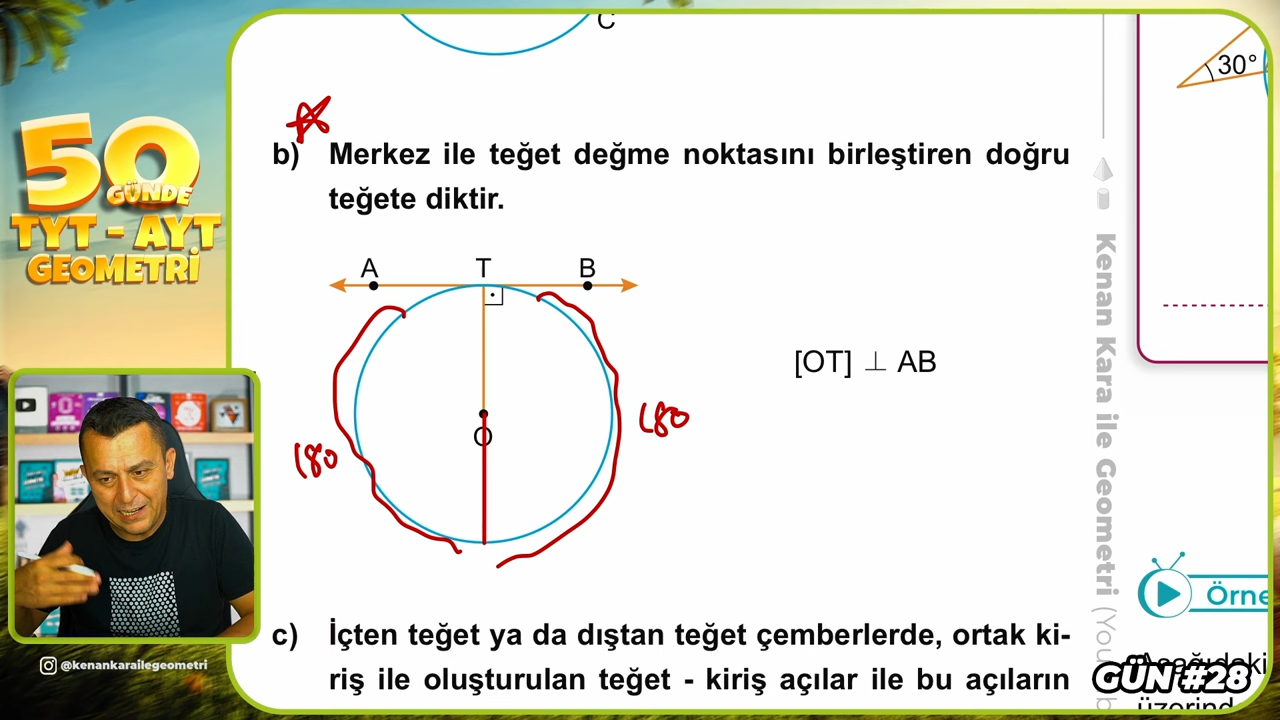 50
GÜNDE
TYT - AYT
GEOMETRİ
C
30°
b) Merkez ile teğet değme noktasını birleştiren doğru
teğete diktir.
A T B
[OT] ⊥ AB
O
180
180
Kenan Kara ile Geometri (You
c) İçten teğet ya da dıştan teğet çemberlerde, ortak ki-
riş ile oluşturulan teğet - kiriş açılar ile bu açıların
Örne
GÜN #28
@kenankarailegeometri